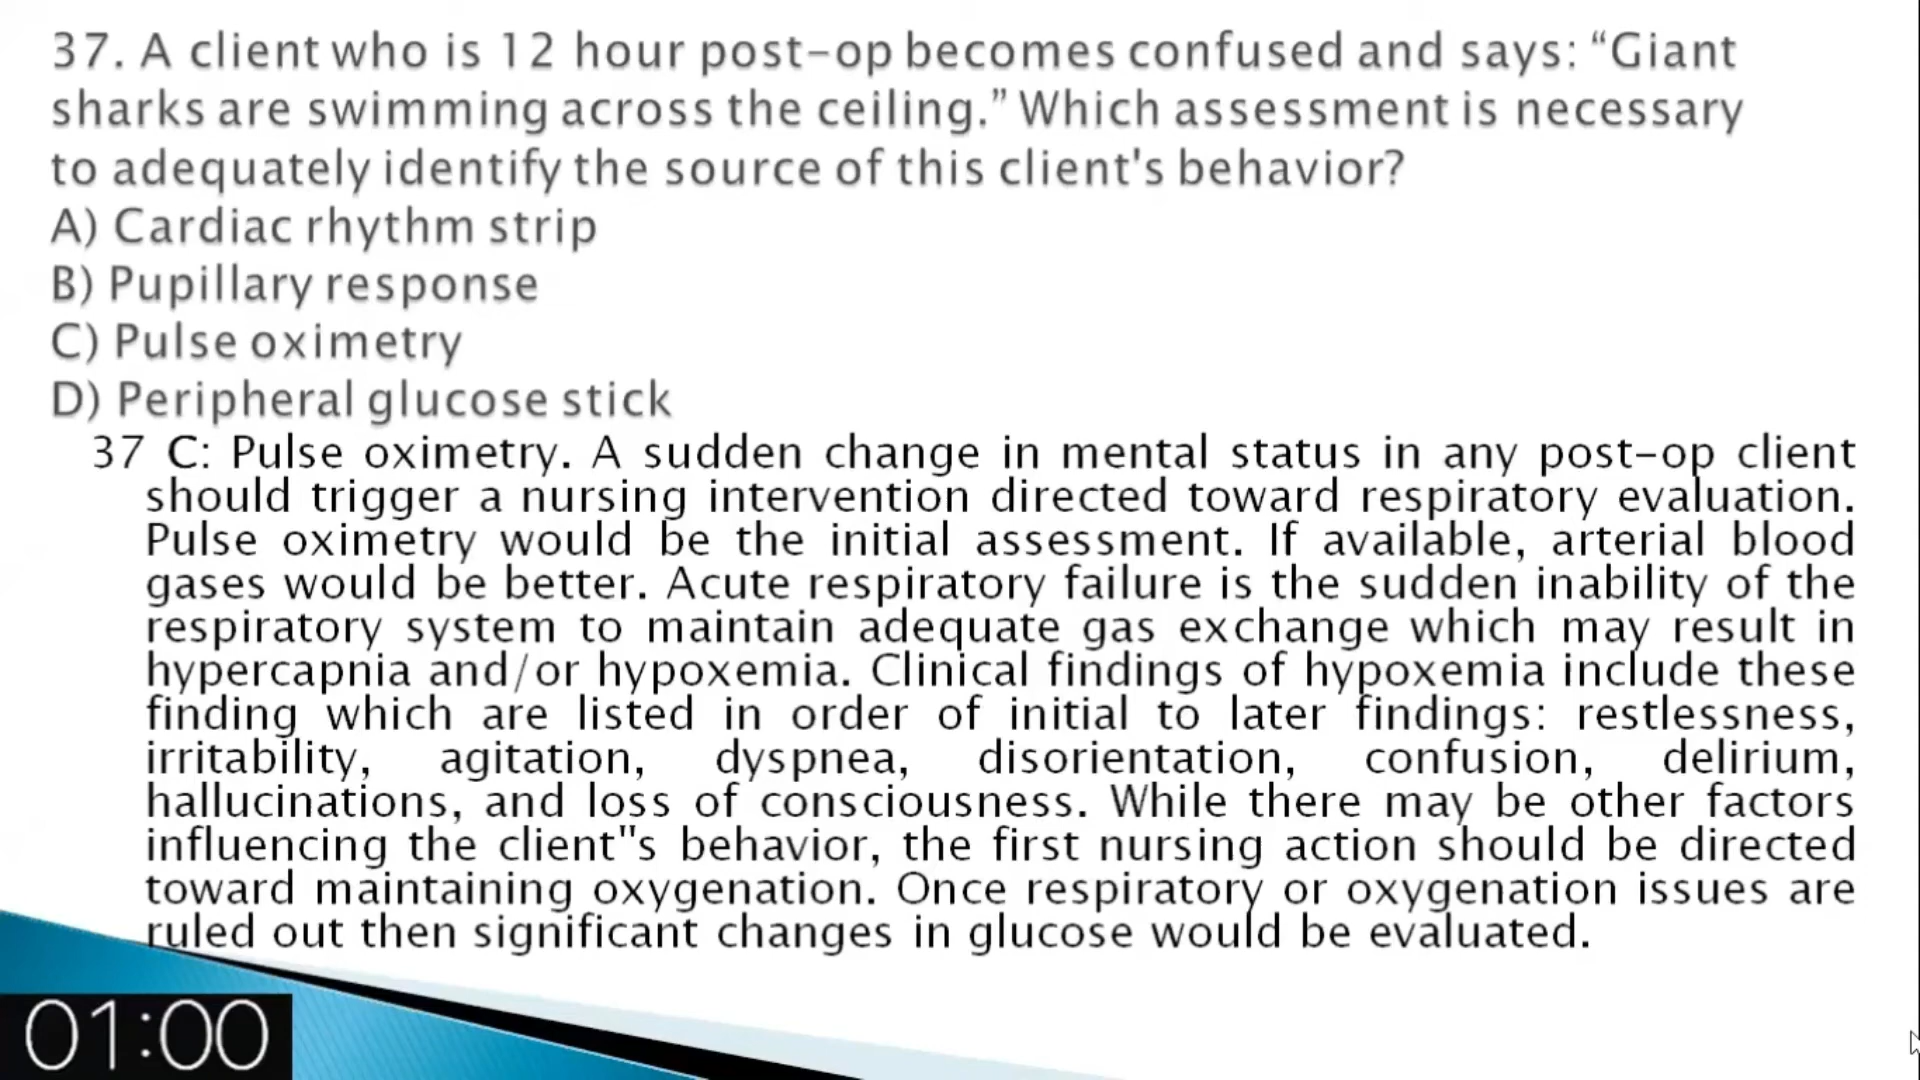 37. A client who is 12 hour post-op becomes confused and says: “Giant
sharks are swimming across the ceiling.” Which assessment is necessary
to adequately identify the source of this client's behavior?
A) Cardiac rhythm strip
B) Pupillary response
C) Pulse oximetry
D) Peripheral glucose stick
37 C: Pulse oximetry. A sudden change in mental status in any post-op client
should trigger a nursing intervention directed toward respiratory evaluation.
Pulse oximetry would be the initial assessment. If available, arterial blood
gases would be better. Acute respiratory failure is the sudden inability of the
respiratory system to maintain adequate gas exchange which may result in
hypercapnia and/or hypoxemia. Clinical findings of hypoxemia include these
finding which are listed in order of initial to later findings: restlessness,
irritability, agitation, dyspnea, disorientation, confusion, delirium,
hallucinations, and loss of consciousness. While there may be other factors
influencing the client"s behavior, the first nursing action should be directed
toward maintaining oxygenation. Once respiratory or oxygenation issues are
ruled out then significant changes in glucose would be evaluated.
01:00